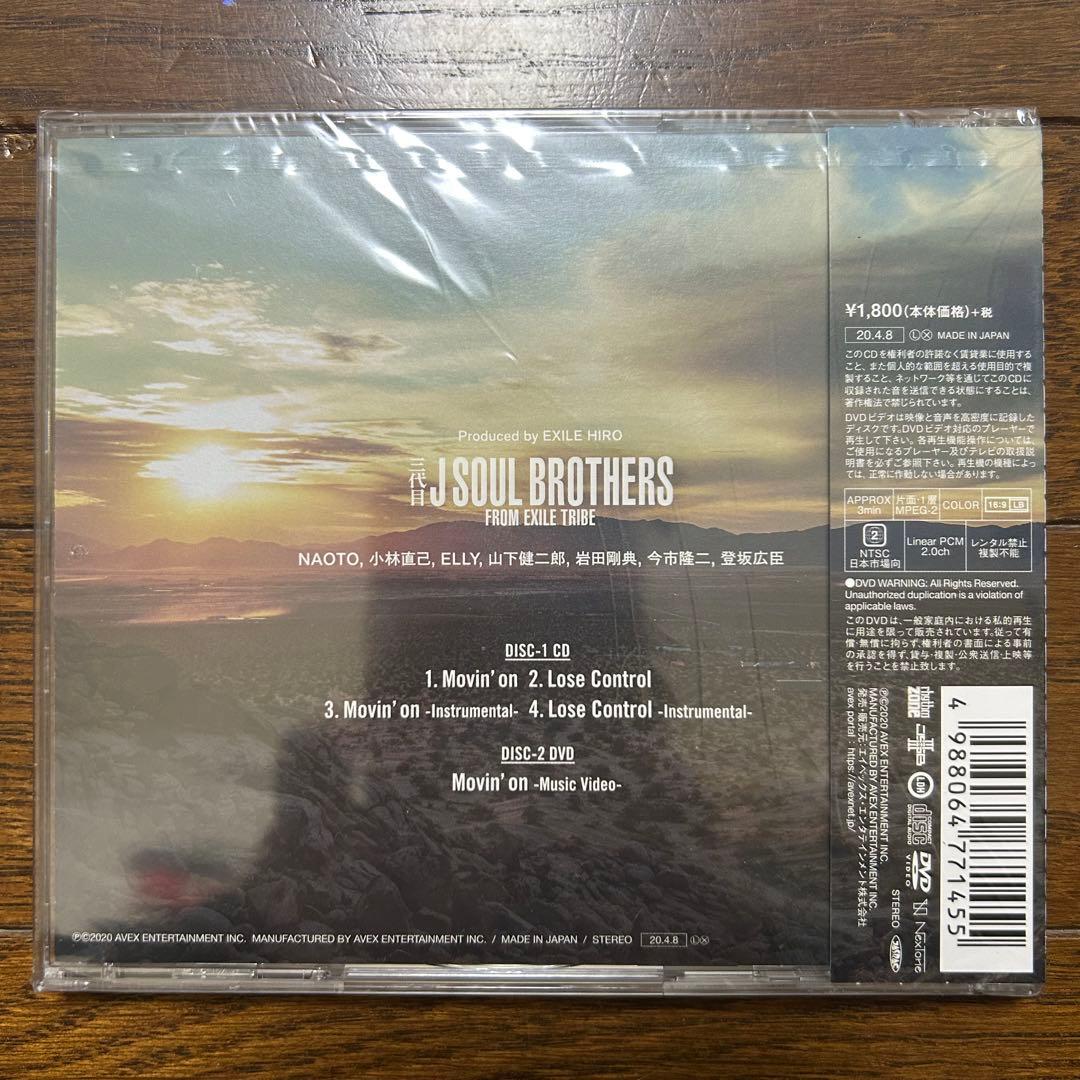 Produced by EXILE HIRO
三代目 J SOUL BROTHERS
FROM EXILE TRIBE
NAOTO, 小林直己, ELLY, 山下健二郎, 岩田剛典, 今市隆二, 登坂広臣
DISC-1 CD
1. Movin' on 2. Lose Control
3. Movin' on -Instrumental- 4. Lose Control -Instrumental-
DISC-2 DVD
Movin' on -Music Video-
Ⓟ©2020 AVEX ENTERTAINMENT INC. MANUFACTURED BY AVEX ENTERTAINMENT INC. / MADE IN JAPAN / STEREO 20.4.8 ⓁⓍ
¥1,800(本体価格)+税
20.4.8 ⓁⓍ MADE IN JAPAN
このCDを権利者の許諾なく賃貸業に使用する
こと、また個人的な範囲を超える使用目的で複
製すること、ネットワーク等を通じてこのCDに
収録された音を送信できる状態にすることは、
著作権法で禁じられています。
DVDビデオは映像と音声を高密度に記録した
ディスクです。DVDビデオ対応のプレーヤーで
再生して下さい。各再生機能操作については、
ご使用になるプレーヤー及びテレビの取扱説
明書を必ずご参照下さい。再生機の機種によっ
ては、正常に作動しない場合があります。
APPROX 3min 片面・1層 MPEG-2 COLOR 16:9 LB
2 NTSC 日本市場向 Linear PCM 2.0ch レンタル禁止 複製不能
●DVD WARNING: All Rights Reserved.
Unauthorized duplication is a violation of
applicable laws.
このDVDは、一般家庭内における私的再生
に用途を限って販売されています。従って有
償・無償に拘らず、権利者の書面による事前
の承認を得ず、貸与・複製・公衆送信・上映等
を行うことを禁止致します。
Ⓟ©2020 AVEX ENTERTAINMENT INC.
MANUFACTURED BY AVEX ENTERTAINMENT INC.
発売・販売元:エイベックス・エンタテインメント株式会社
avex portal : https://avexnet.jp/
rhythm zone
LDH
COMPACT disc DIGITAL AUDIO
DVD VIDEO
STEREO
NexTone
4 988064 771455